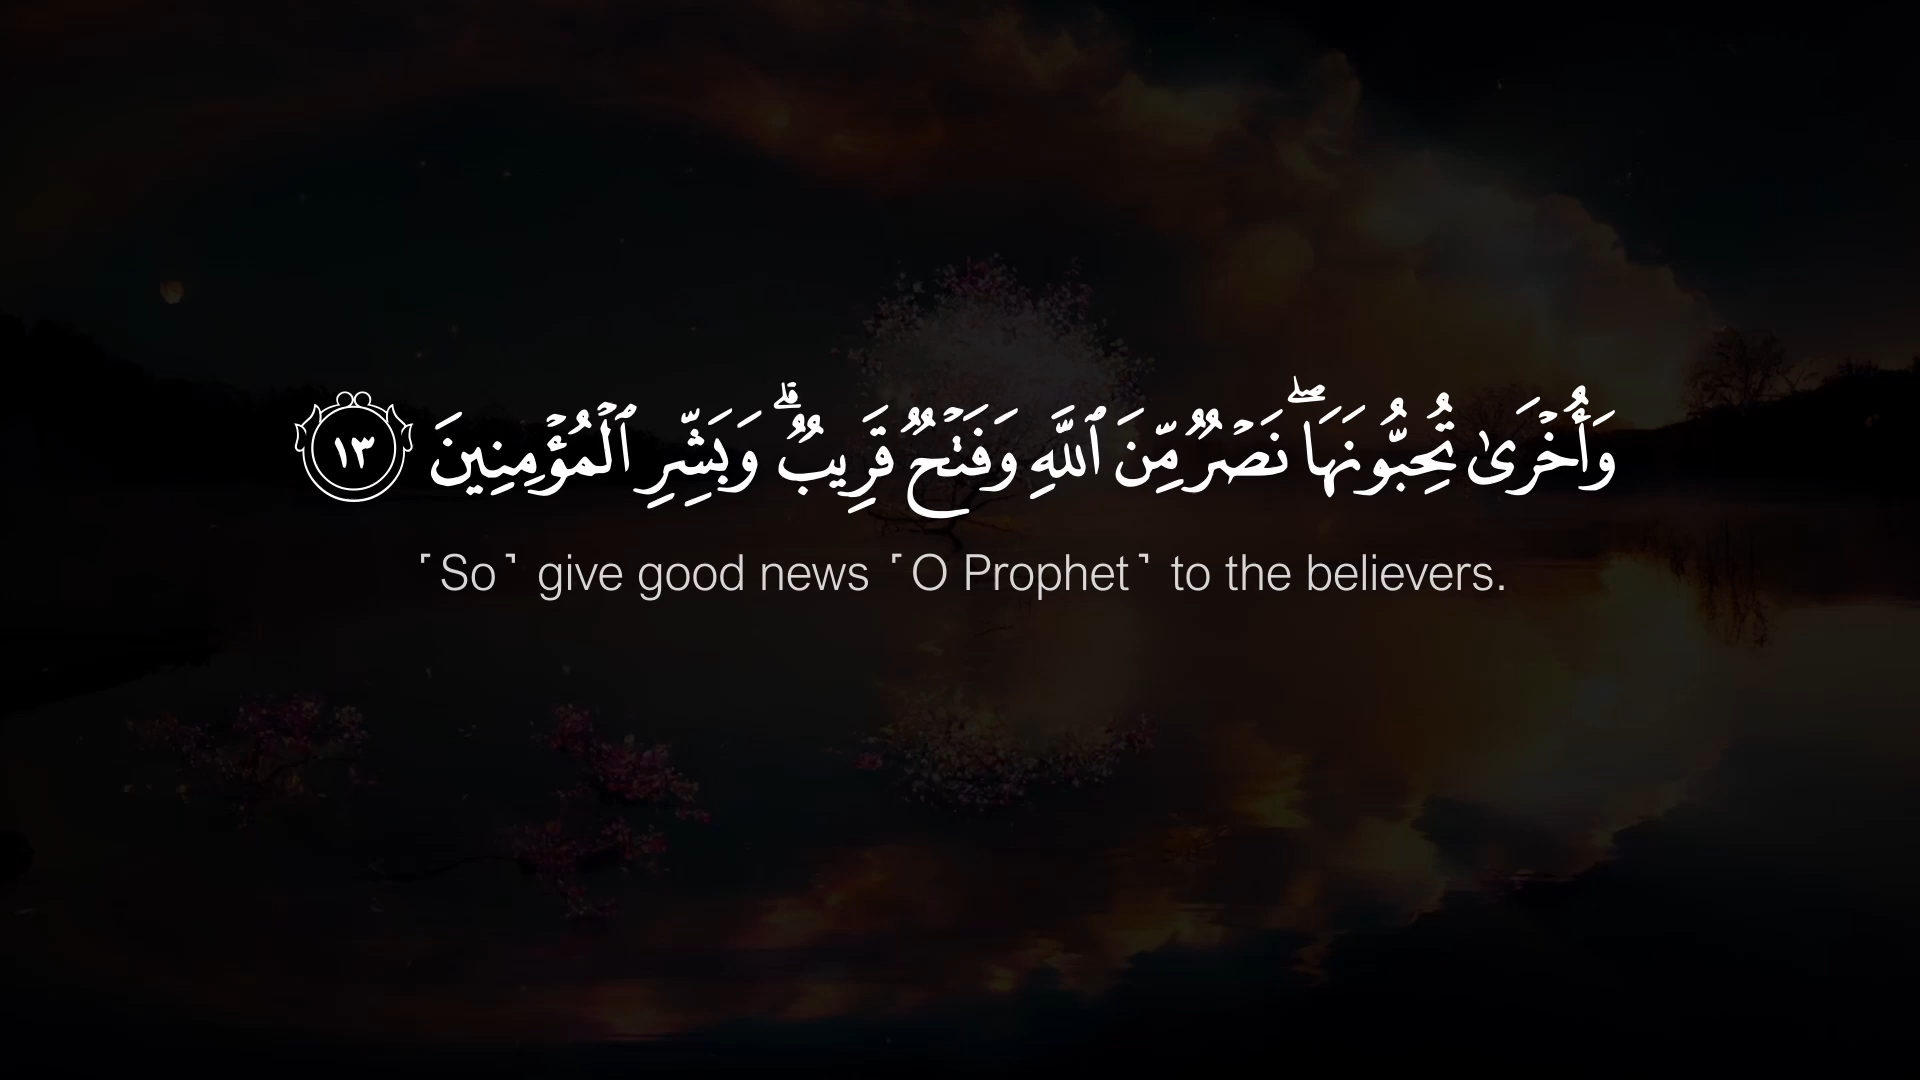 وَأُخۡرَىٰ تُحِبُّونَهَاۖ نَصۡرٞ مِّنَ ٱللَّهِ وَفَتۡحٞ قَرِيبٞۗ وَبَشِّرِ ٱلۡمُؤۡمِنِينَ ١٣
⸢So⸣ give good news ⸢O Prophet⸣ to the believers.